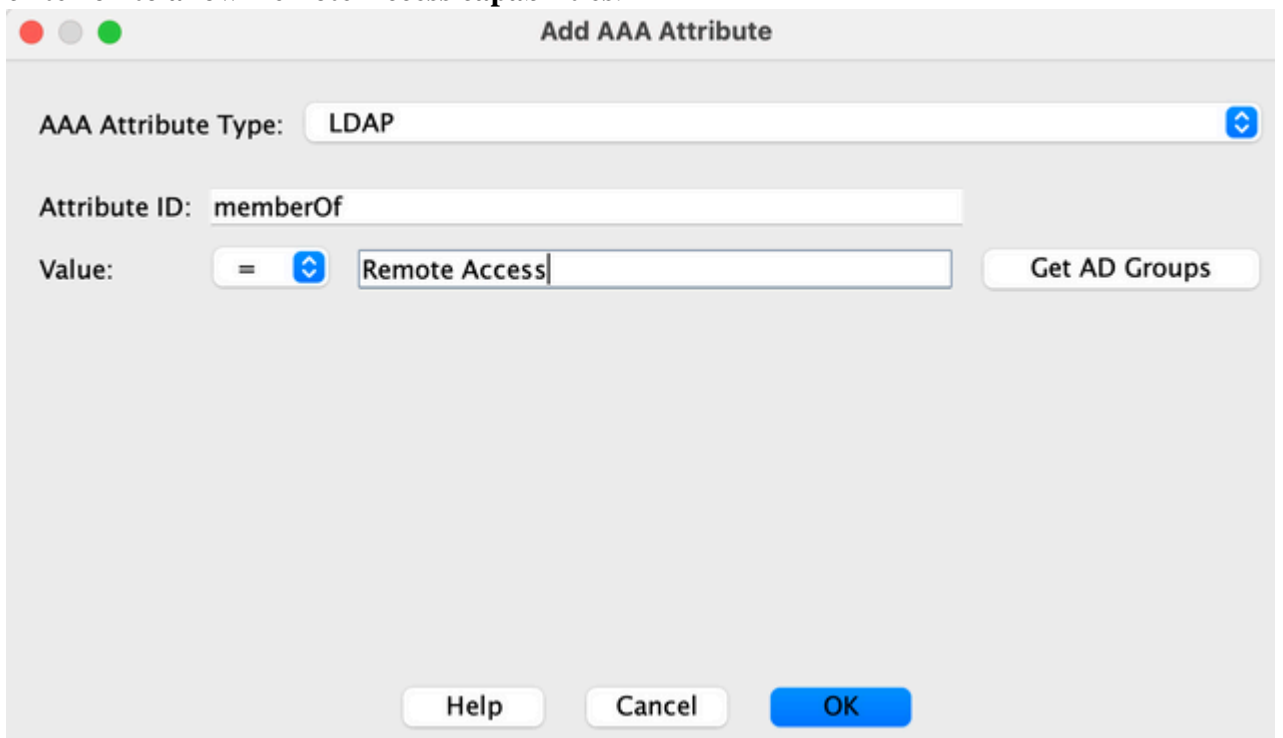 Add AAA Attribute
AAA Attribute Type: LDAP
Attribute ID: memberOf
Value: = Remote Access Get AD Groups
Help Cancel OK